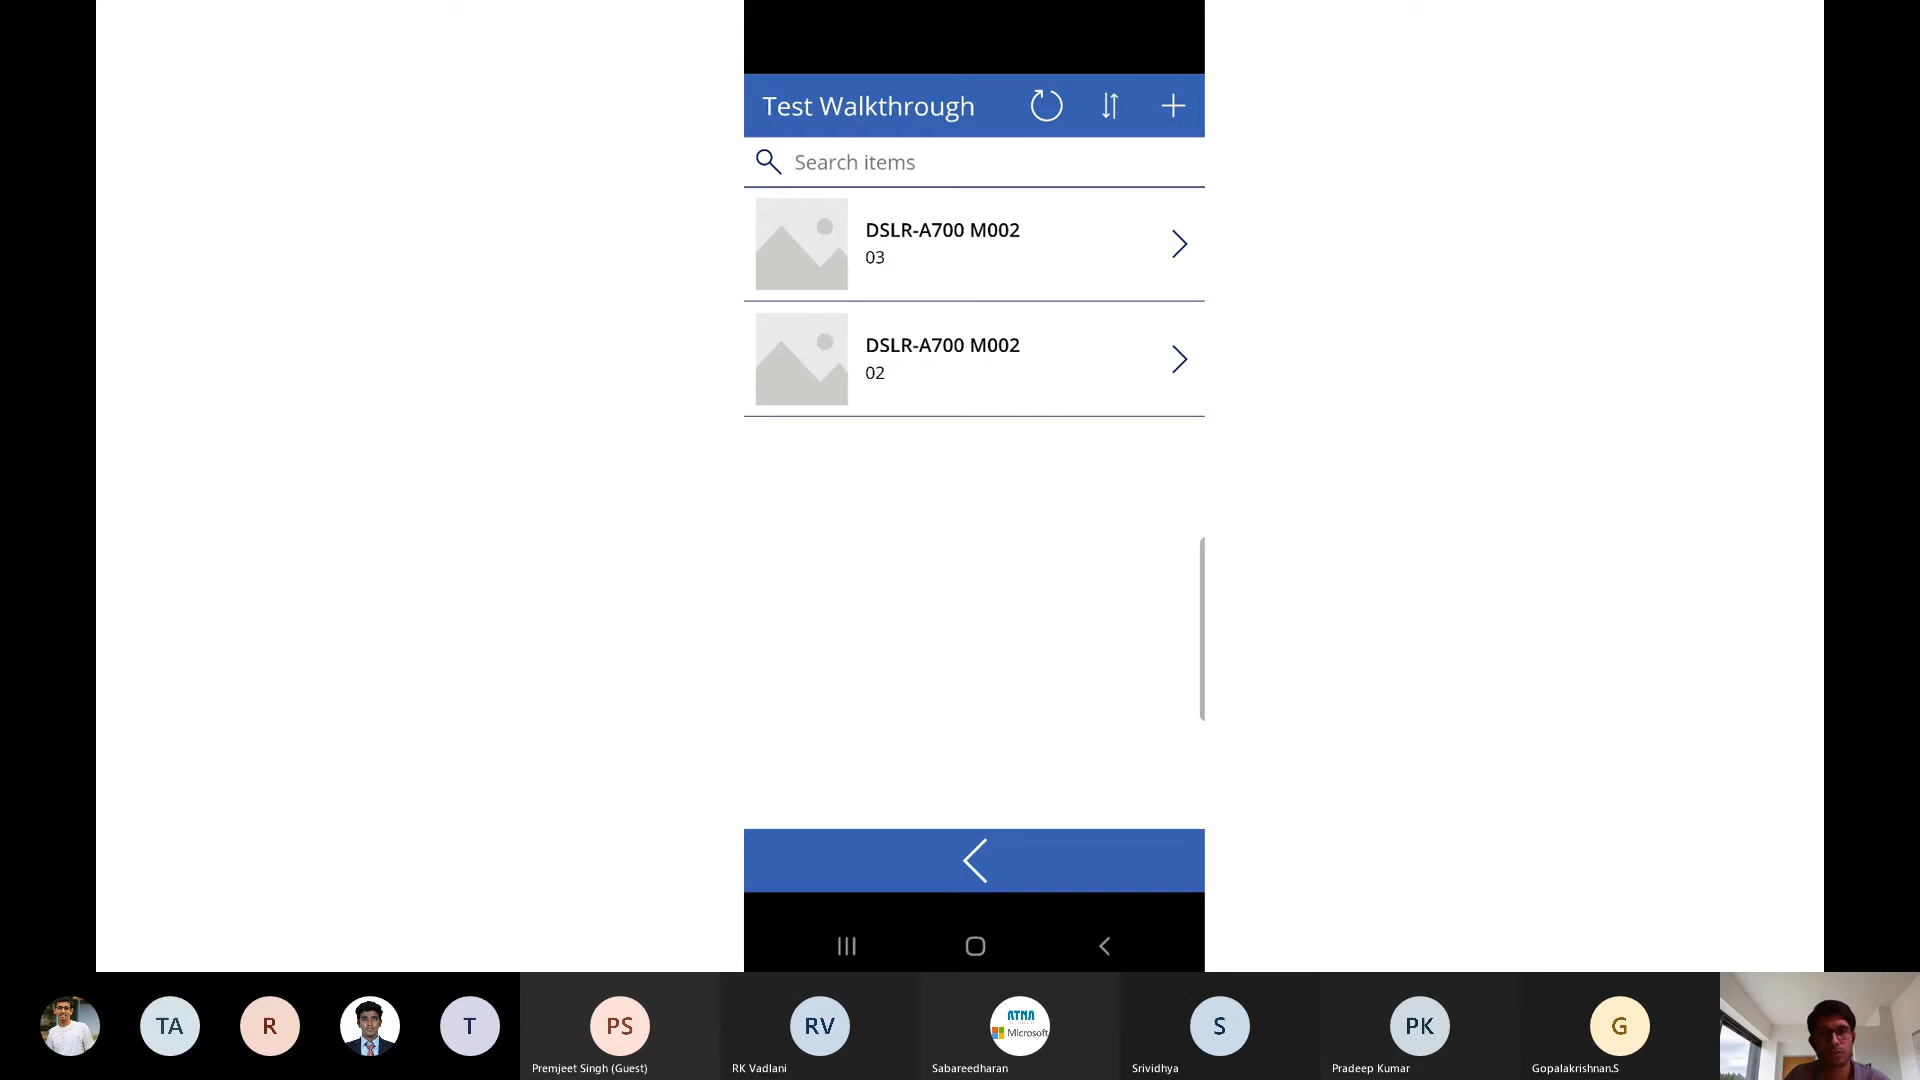 Test Walkthrough
Search items
DSLR-A700 M002
03
DSLR-A700 M002
02
TA
R
T
PS
RV
ATNA
Microsoft
S
PK
G
Premjeet Singh (Guest)
RK Vadlani
Sabareedharan
Srividhya
Pradeep Kumar
Gopalakrishnan.S